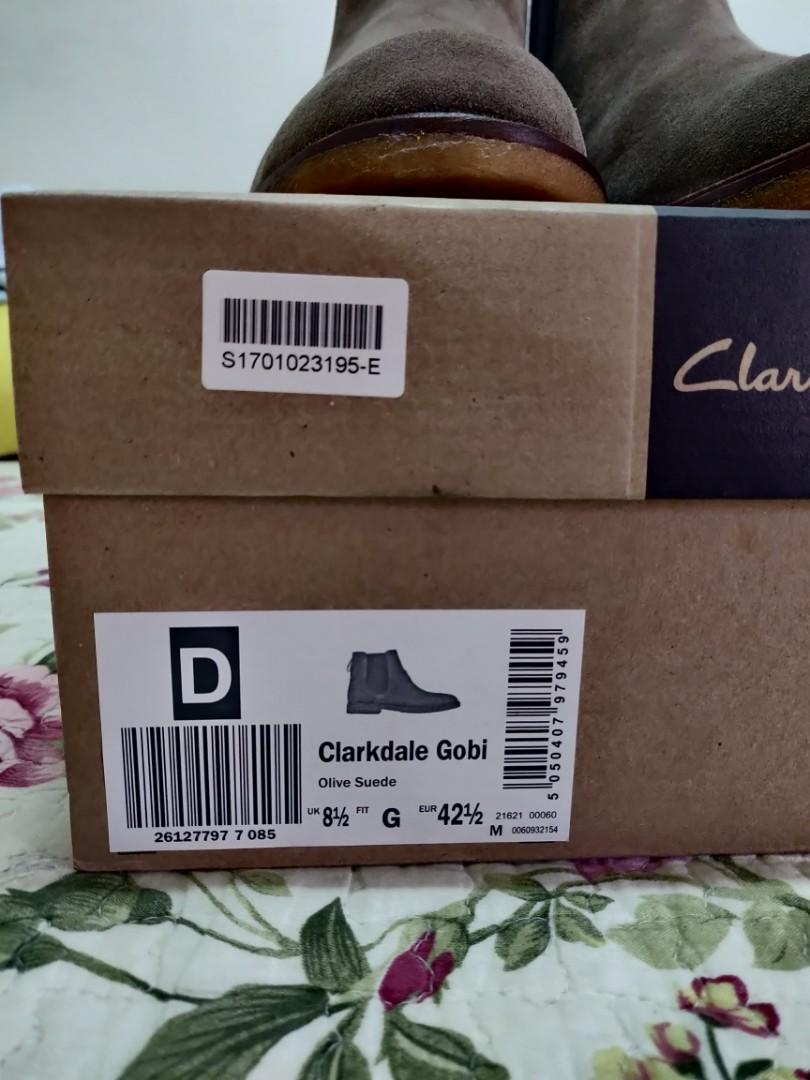 S1701023195-E
Clar
D
Clarkdale Gobi
Olive Suede
UK 8½ FIT G EUR 42½
26127797 7 085
5 050407 979459
21621 00060
M 0060932154